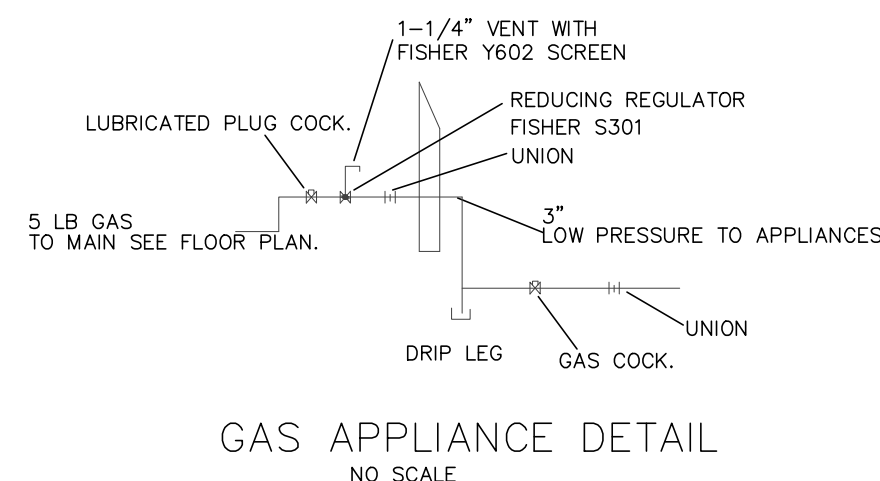 1-1/4" VENT WITH
FISHER Y602 SCREEN
REDUCING REGULATOR
FISHER S301
LUBRICATED PLUG COCK.
UNION
5 LB GAS
TO MAIN SEE FLOOR PLAN.
3"
LOW PRESSURE TO APPLIANCES
UNION
DRIP LEG
GAS COCK.
GAS APPLIANCE DETAIL
NO SCALE